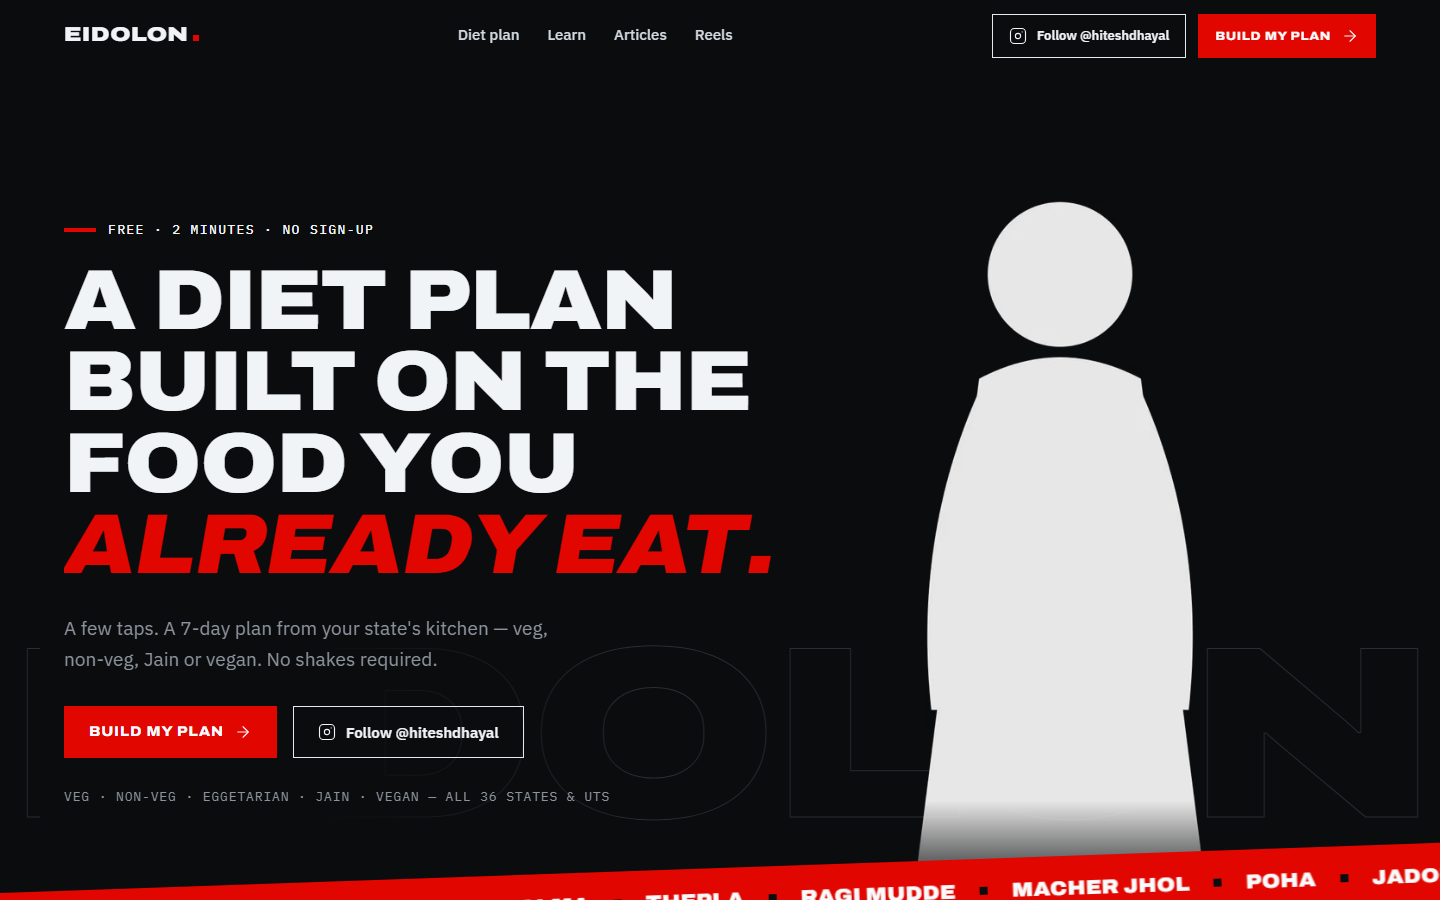 EIDOLON.
Diet plan
Learn
Articles
Reels
Follow @hiteshdhayal
BUILD MY PLAN →
FREE · 2 MINUTES · NO SIGN-UP
A DIET PLAN
BUILT ON THE
FOOD YOU
ALREADY EAT.
A few taps. A 7-day plan from your state's kitchen — veg,
non-veg, Jain or vegan. No shakes required.
BUILD MY PLAN →
Follow @hiteshdhayal
VEG · NON-VEG · EGGETARIAN · JAIN · VEGAN — ALL 36 STATES & UTS
THEPLA ▪ RAGI MUDDE ▪ MACHER JHOL ▪ POHA ▪ JADO